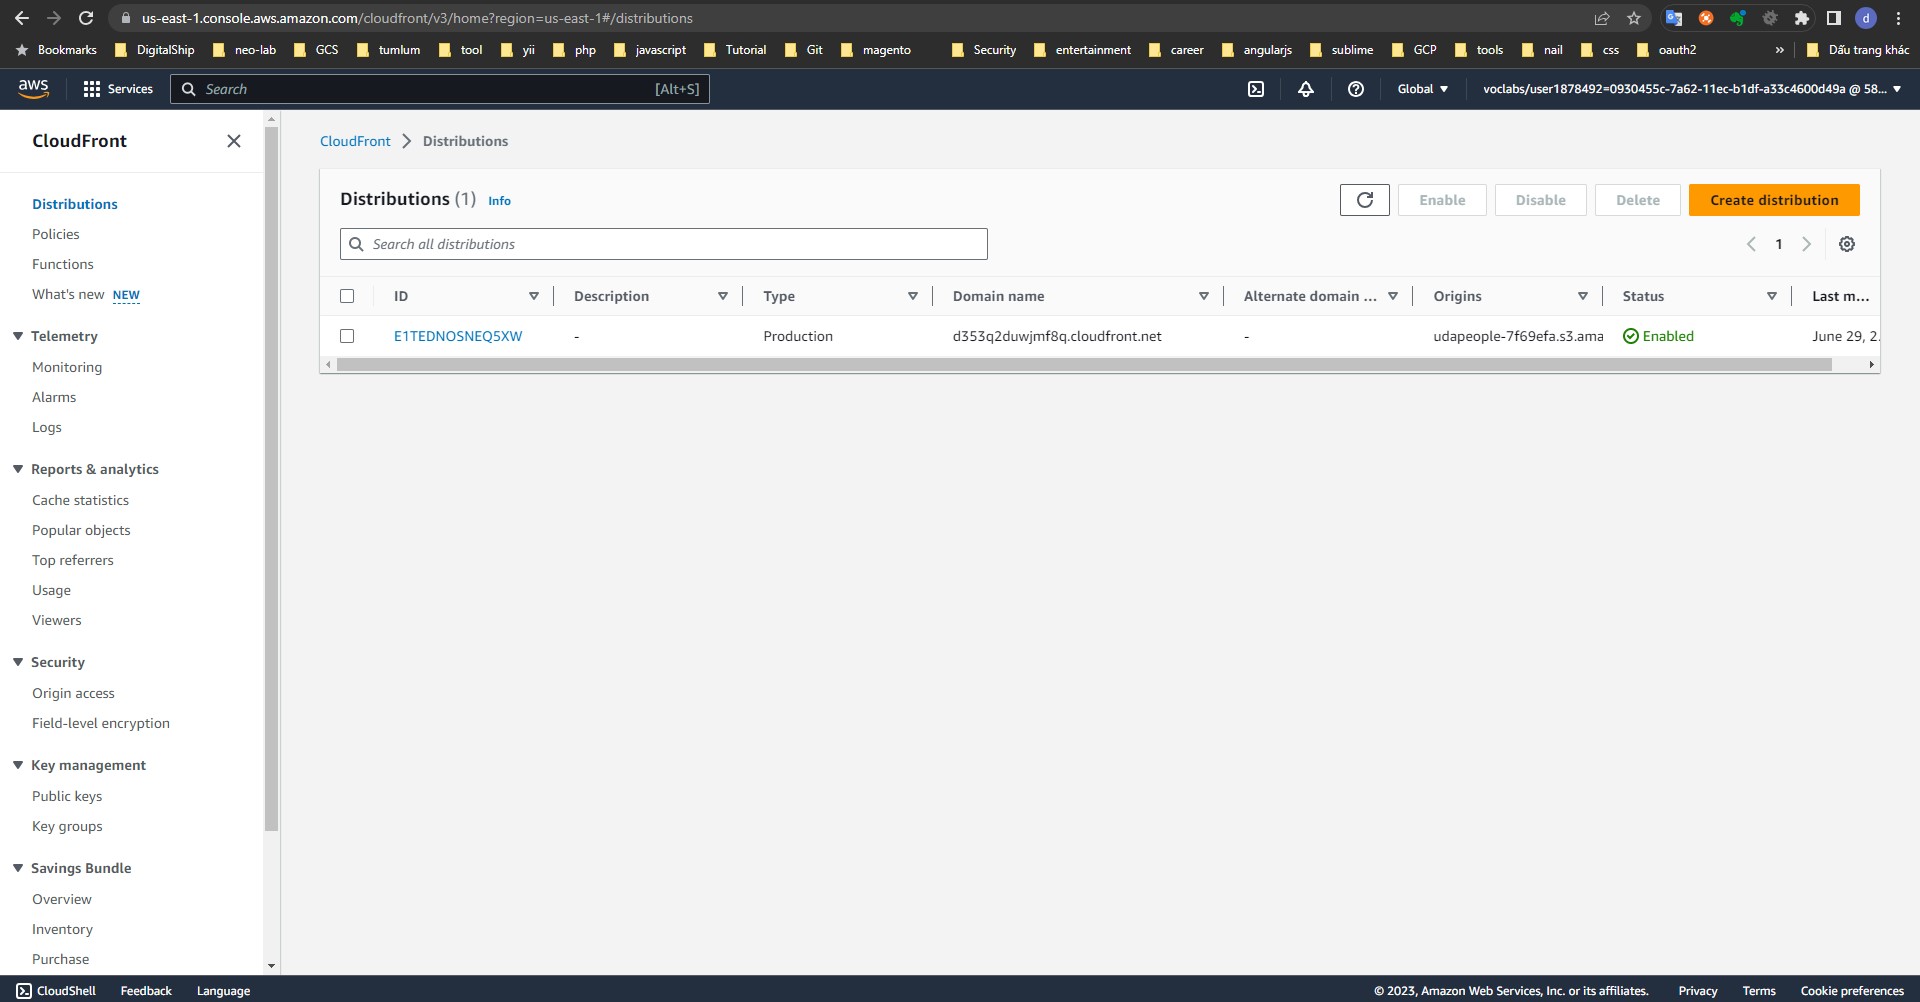 us-east-1.console.aws.amazon.com/cloudfront/v3/home?region=us-east-1#/distributions
d
Bookmarks DigitalShip neo-lab GCS tumlum tool yii php javascript Tutorial Git magento Security entertainment career angularjs sublime GCP tools nail css oauth2 » Dấu trang khác
aws Services Search [Alt+S] Global voclabs/user1878492=0930455c-7a62-11ec-b1df-a33c4600d49a @ 58...
CloudFront
Distributions
Policies
Functions
What's new NEW
Telemetry
Monitoring
Alarms
Logs
Reports & analytics
Cache statistics
Popular objects
Top referrers
Usage
Viewers
Security
Origin access
Field-level encryption
Key management
Public keys
Key groups
Savings Bundle
Overview
Inventory
Purchase
CloudFront Distributions
Distributions (1) Info
Enable Disable Delete Create distribution
Search all distributions
1
ID Description Type Domain name Alternate domain ... Origins Status Last m...
E1TEDNOSNEQ5XW - Production d353q2duwjmf8q.cloudfront.net - udapeople-7f69efa.s3.ama Enabled June 29, 2
CloudShell Feedback Language © 2023, Amazon Web Services, Inc. or its affiliates. Privacy Terms Cookie preferences